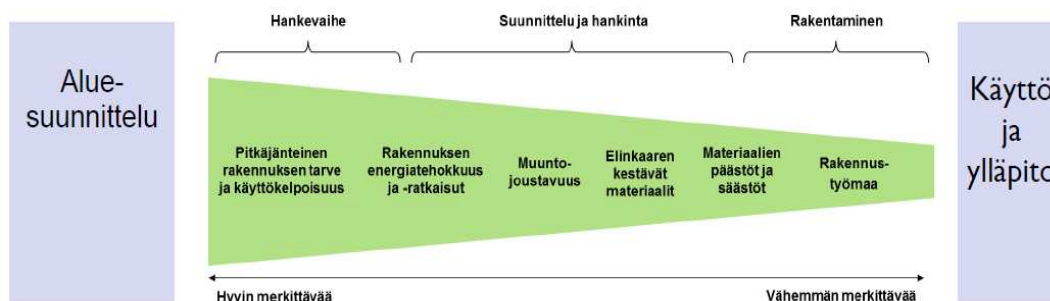 Hankevaihe
Suunnittelu ja hankinta
Rakentaminen
Alue-
suunnittelu
Pitkäjänteinen
rakennuksen tarve
ja käyttökelpoisuus
Rakennuksen
energiatehokkuus
ja -ratkaisut
Muunto-
joustavuus
Elinkaaren
kestävät
materiaalit
Materiaalien
päästöt ja
säästöt
Rakennus-
työmaa
Käyttö
ja
ylläpito
Hyvin merkittävää
Vähemmän merkittävää